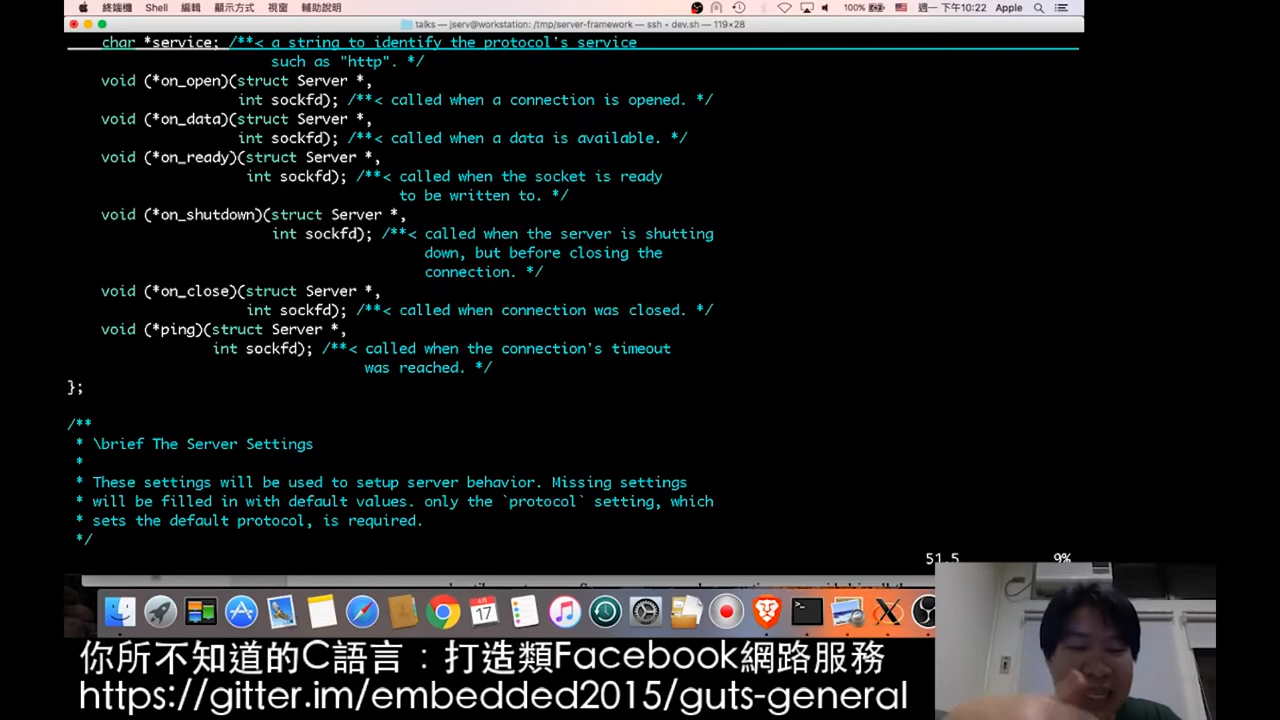 終端機 Shell 編輯 顯示方式 視窗 輔助說明 100% 週一下午10:22 Apple
talks — jserv@workstation: /tmp/server-framework — ssh • dev.sh — 119×28
char *service; /**< a string to identify the protocol's service
such as "http". */
void (*on_open)(struct Server *,
int sockfd); /**< called when a connection is opened. */
void (*on_data)(struct Server *,
int sockfd); /**< called when a data is available. */
void (*on_ready)(struct Server *,
int sockfd); /**< called when the socket is ready
to be written to. */
void (*on_shutdown)(struct Server *,
int sockfd); /**< called when the server is shutting
down, but before closing the
connection. */
void (*on_close)(struct Server *,
int sockfd); /**< called when connection was closed. */
void (*ping)(struct Server *,
int sockfd); /**< called when the connection's timeout
was reached. */
};
/**
* \brief The Server Settings
*
* These settings will be used to setup server behavior. Missing settings
* will be filled in with default values. only the `protocol` setting, which
* sets the default protocol, is required.
*/
51,5 9%
17
你所不知道的C語言：打造類Facebook網路服務
https://gitter.im/embedded2015/guts-general